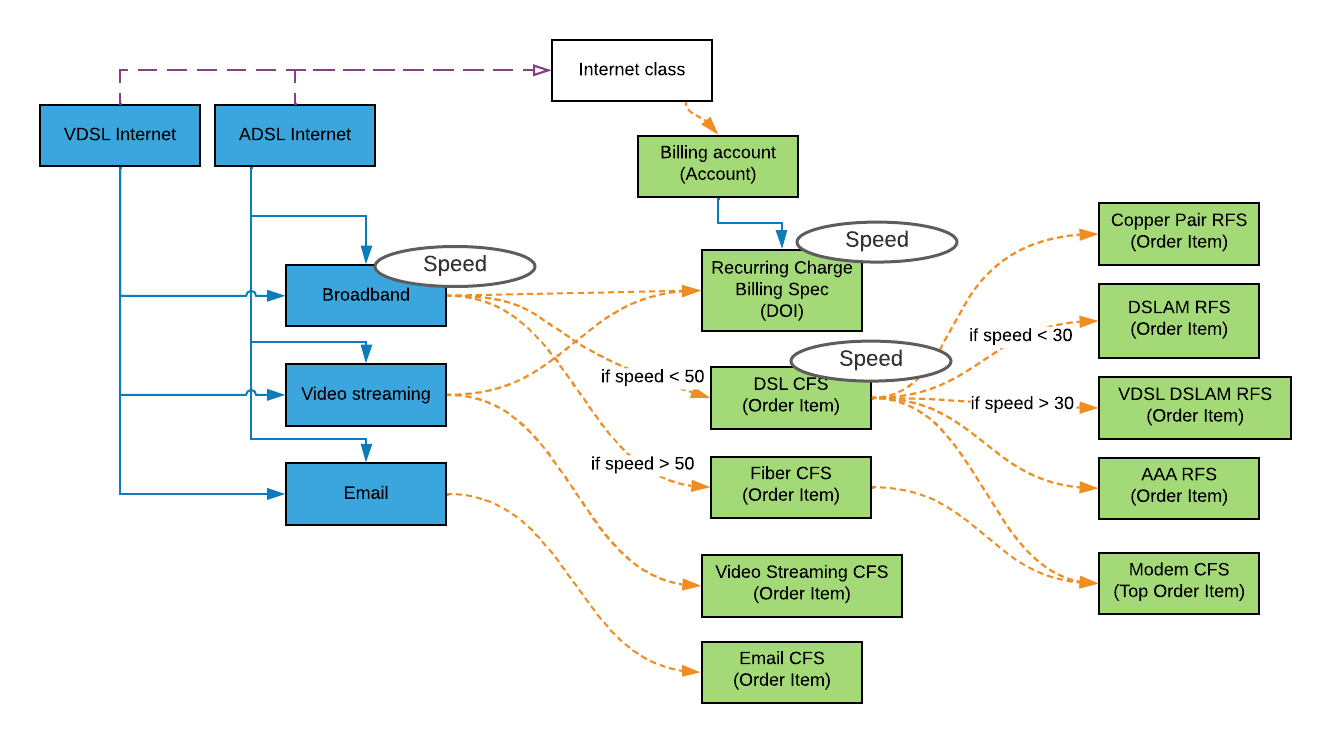 Internet class
VDSL Internet
ADSL Internet
Billing account
(Account)
Speed
Broadband
Speed
Recurring Charge
Billing Spec
(DOI)
Copper Pair RFS
(Order Item)
DSLAM RFS
(Order Item)
if speed < 30
Video streaming
if speed < 50
Speed
DSL CFS
(Order Item)
if speed > 30
VDSL DSLAM RFS
(Order Item)
Email
if speed > 50
Fiber CFS
(Order Item)
AAA RFS
(Order Item)
Video Streaming CFS
(Order Item)
Modem CFS
(Top Order Item)
Email CFS
(Order Item)